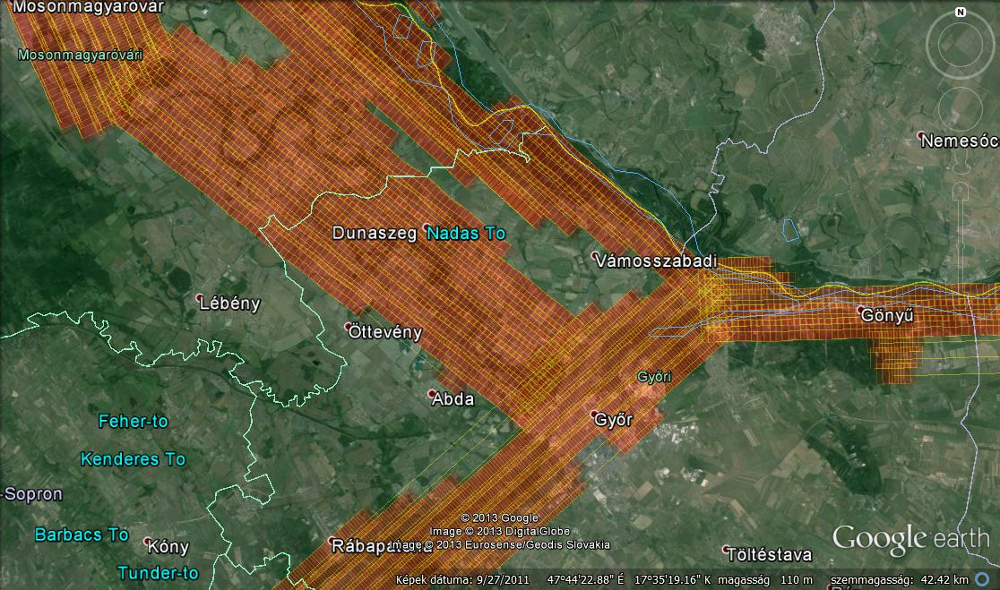 Mosonmagyaróvár
Mosonmagyaróvári
N
Nemesóc
Dunaszeg
Nadas To
Vámosszabadi
Lébény
Öttevény
Gönyű
Győri
Abda
Győr
Feher-to
Kenderes To
-Sopron
Barbacs To
Kóny
Tunder-to
Rábapatona
© 2013 Google
Image © 2013 DigitalGlobe
Image © 2013 Eurosense/Geodis Slovakia
Google earth
Töltéstava
Képek dátuma: 9/27/2011 47°44'22.88" É 17°35'19.16" K magasság 110 m szemmagasság: 42.42 km